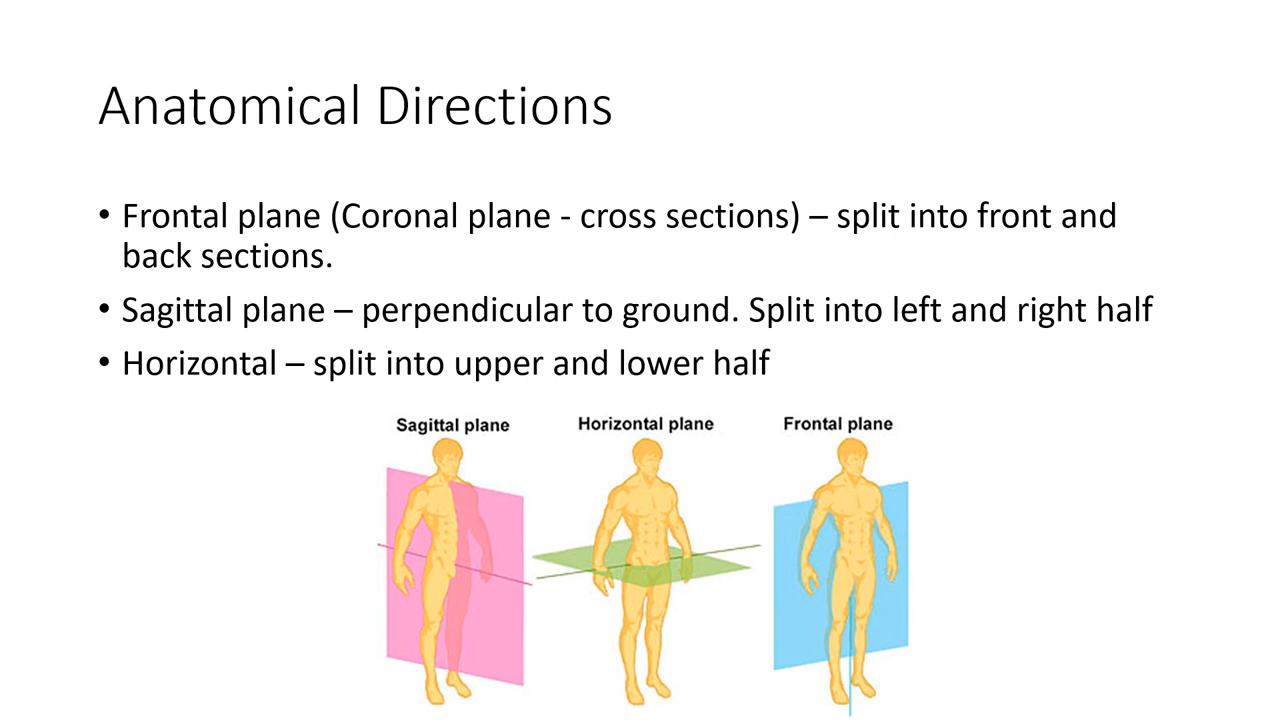 Anatomical Directions
• Frontal plane (Coronal plane - cross sections) – split into front and
back sections.
• Sagittal plane – perpendicular to ground. Split into left and right half
• Horizontal – split into upper and lower half
Sagittal plane
Horizontal plane
Frontal plane